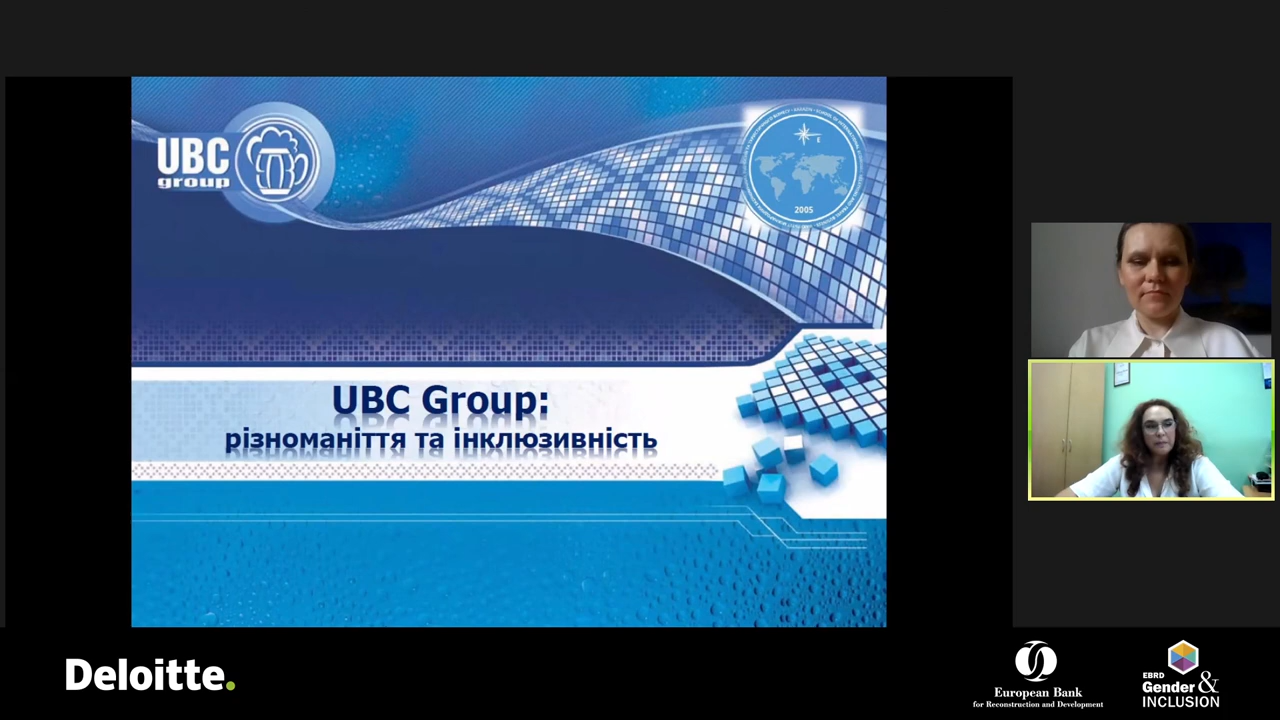 UBC
group
E
2005
UBC Group:
різноманіття та інклюзивність
Deloitte.
European Bank
for Reconstruction and Development
EBRD
Gender &
INCLUSION